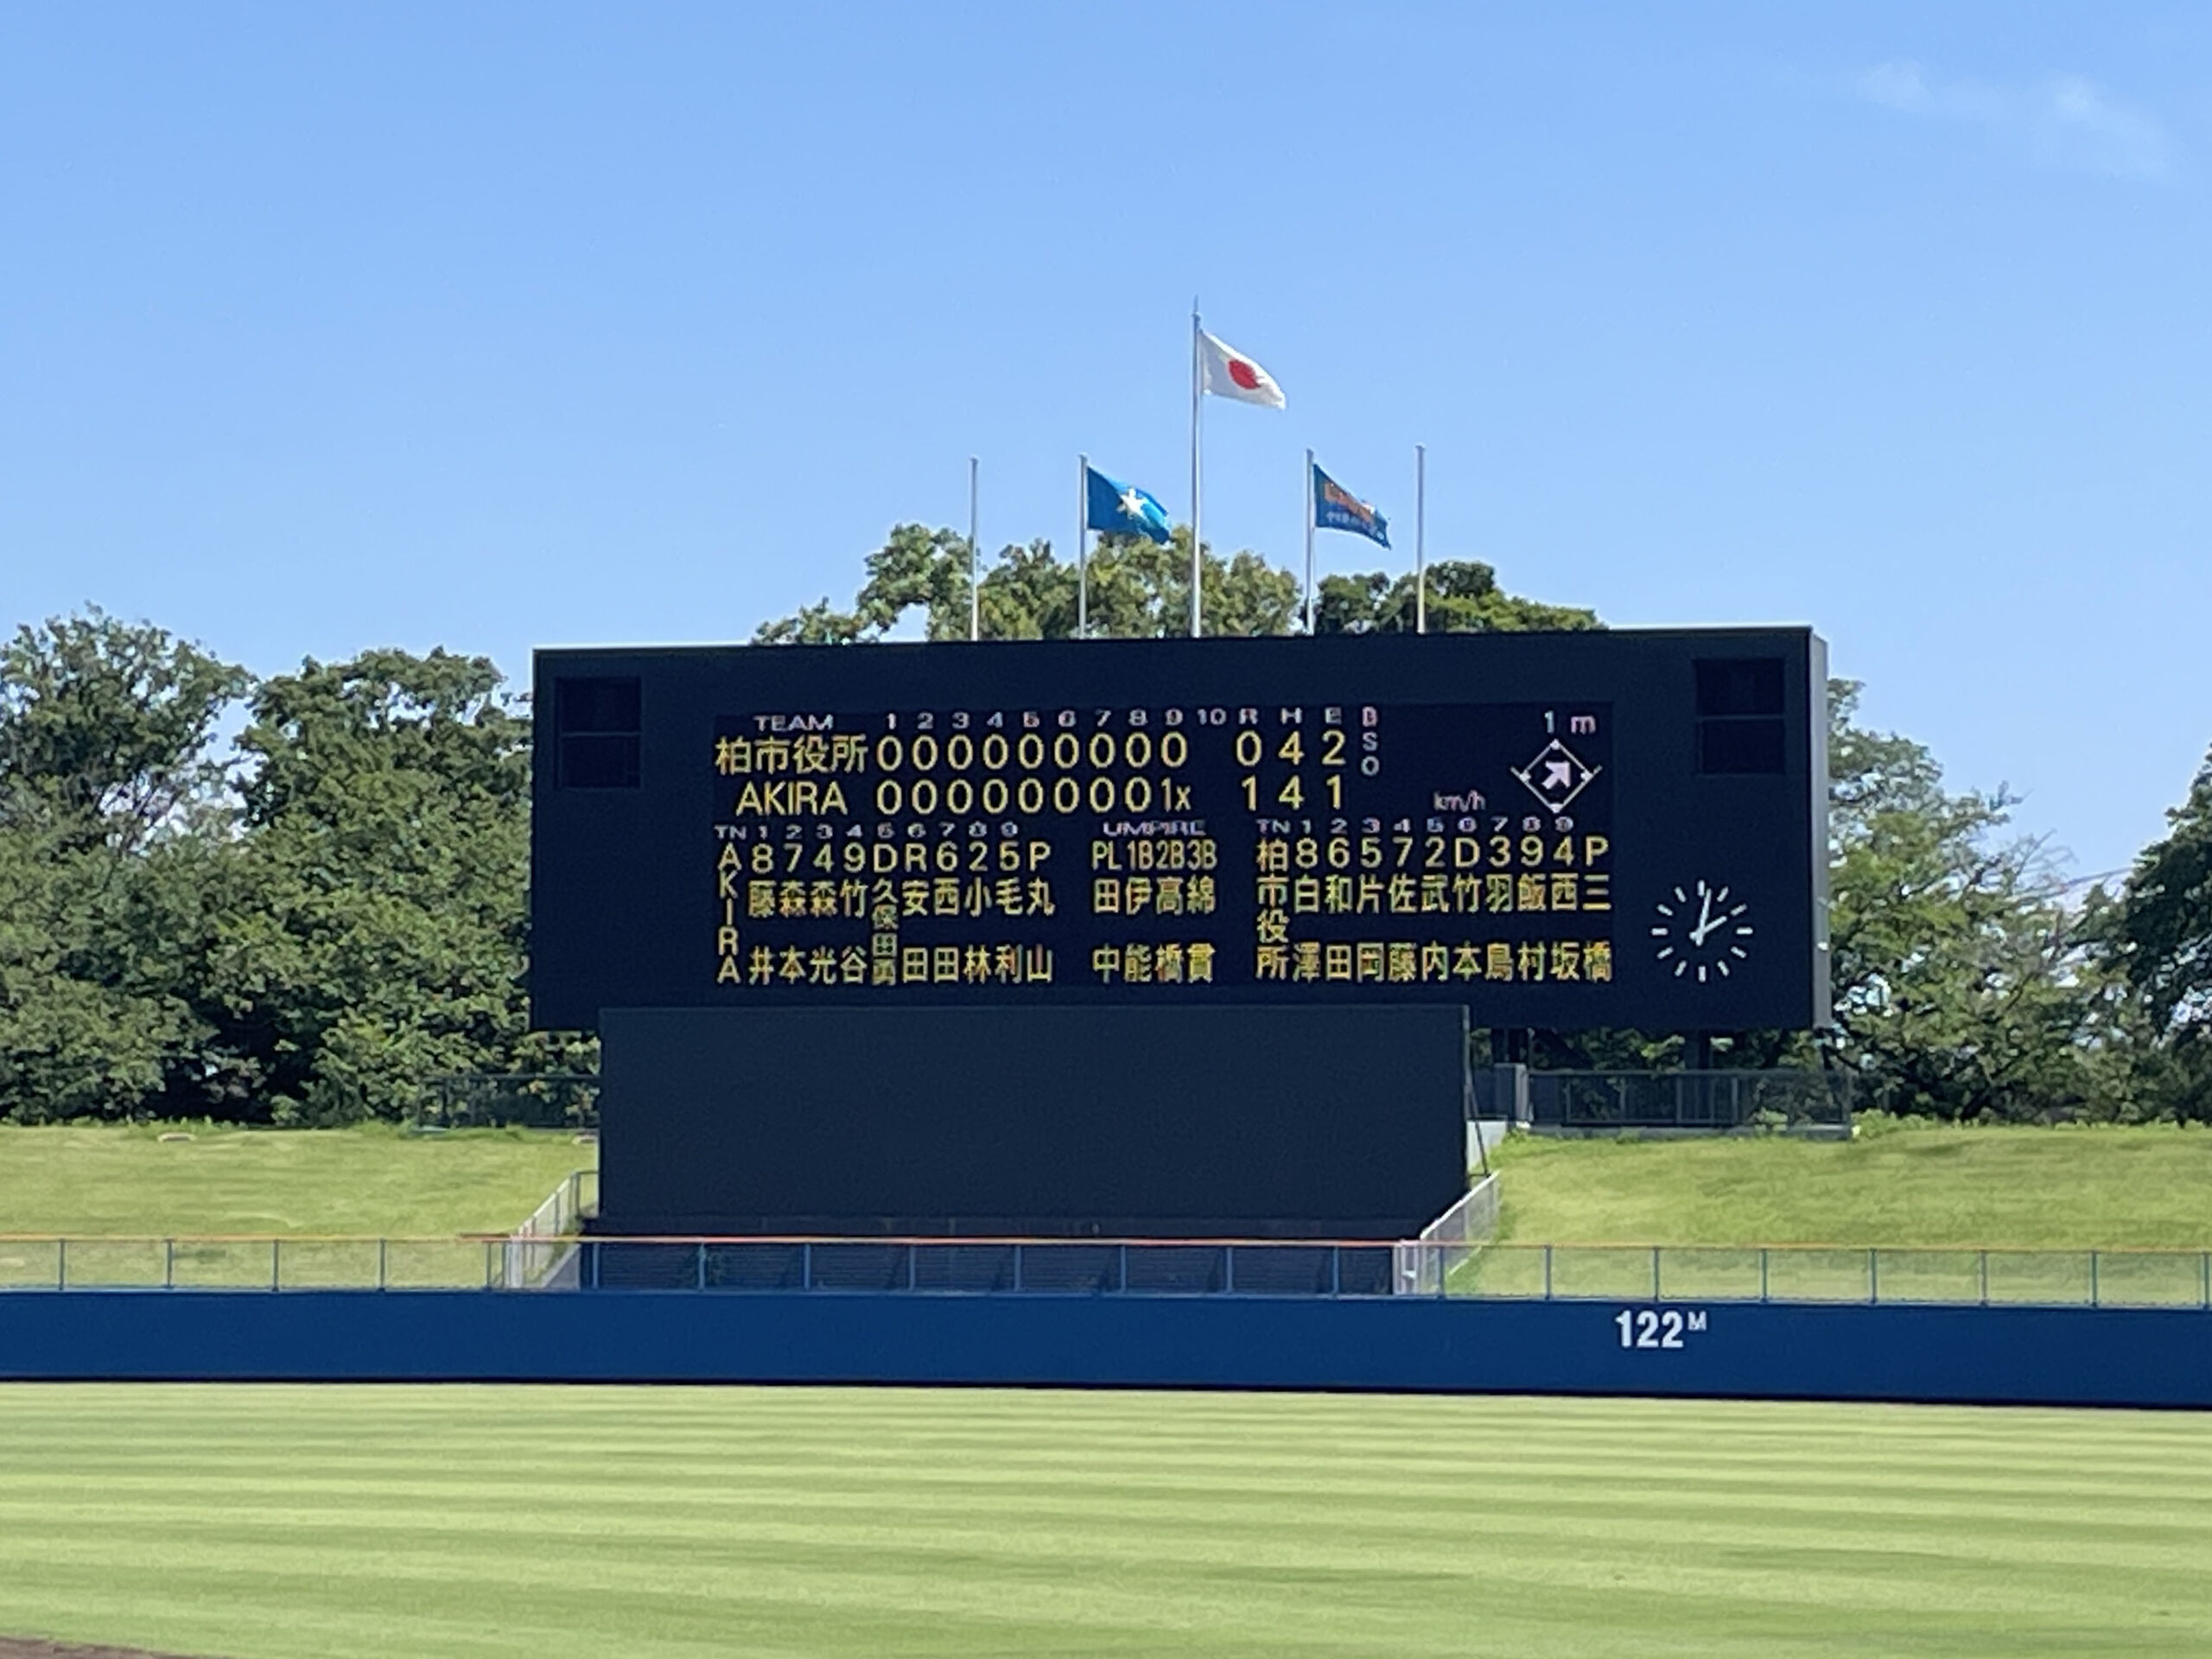 TEAM 1 2 3 4 5 6 7 8 9 10 R H E B 1 m
柏市役所 0 0 0 0 0 0 0 0 0 0 4 2 S
O
AKIRA 0 0 0 0 0 0 0 0 1x 1 4 1 km/h
TN 1 2 3 4 5 6 7 8 9 UMPIRE TN 1 2 3 4 5 6 7 8 9
AKIRA 8 7 4 9 D R 6 2 5 P PL 1B 2B 3B 柏市役所 8 6 5 7 2 D 3 9 4 P
藤井 森本 森光 竹谷 久保田勇 安田 西田 小林 毛利 丸山 田中 伊能 高橋 綿貫 白澤 和田 片岡 佐藤 武内 竹本 羽鳥 飯村 西坂 三橋
122M